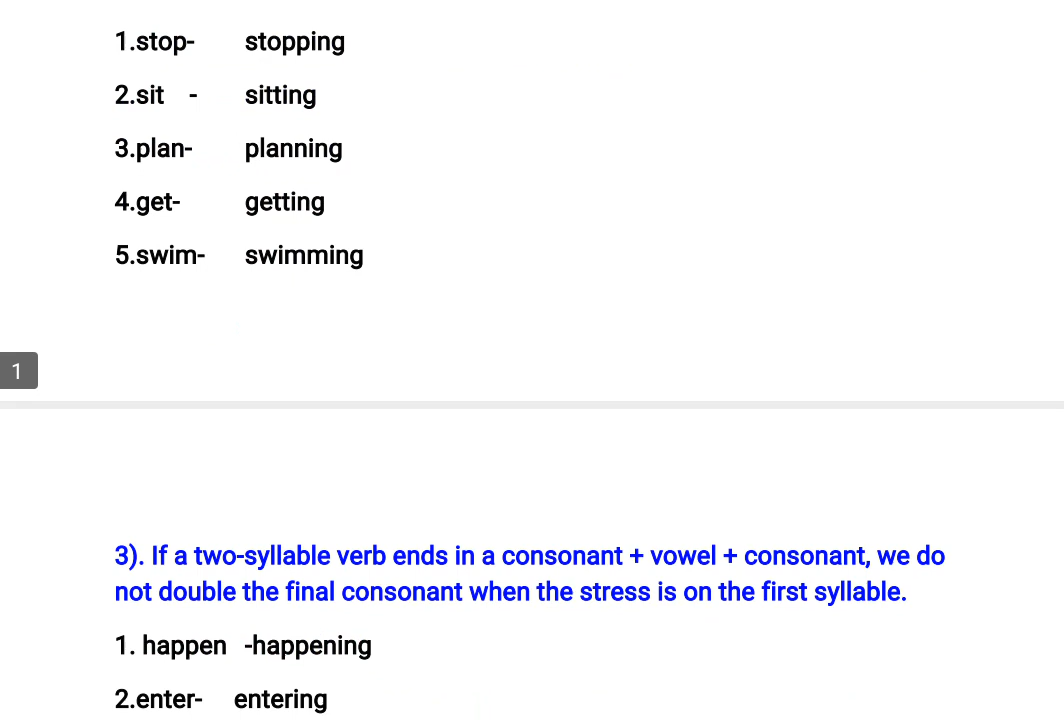 1.stop- stopping
2.sit - sitting
3.plan- planning
4.get- getting
5.swim- swimming
1
3). If a two-syllable verb ends in a consonant + vowel + consonant, we do
not double the final consonant when the stress is on the first syllable.
1. happen -happening
2.enter- entering